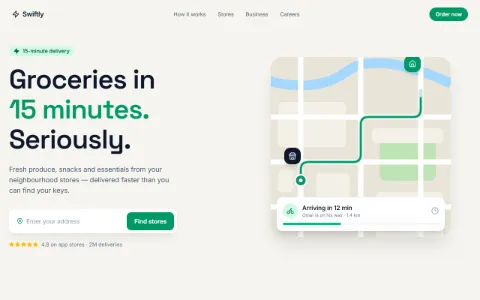 Swiftly
How it works
Stores
Business
Careers
Order now
15-minute delivery
Groceries in
15 minutes.
Seriously.
Fresh produce, snacks and essentials from your
neighbourhood stores — delivered faster than you
can find your keys.
Enter your address
Find stores
4.8 on app stores · 2M deliveries
Arriving in 12 min
Omar is on his way · 1.4 km